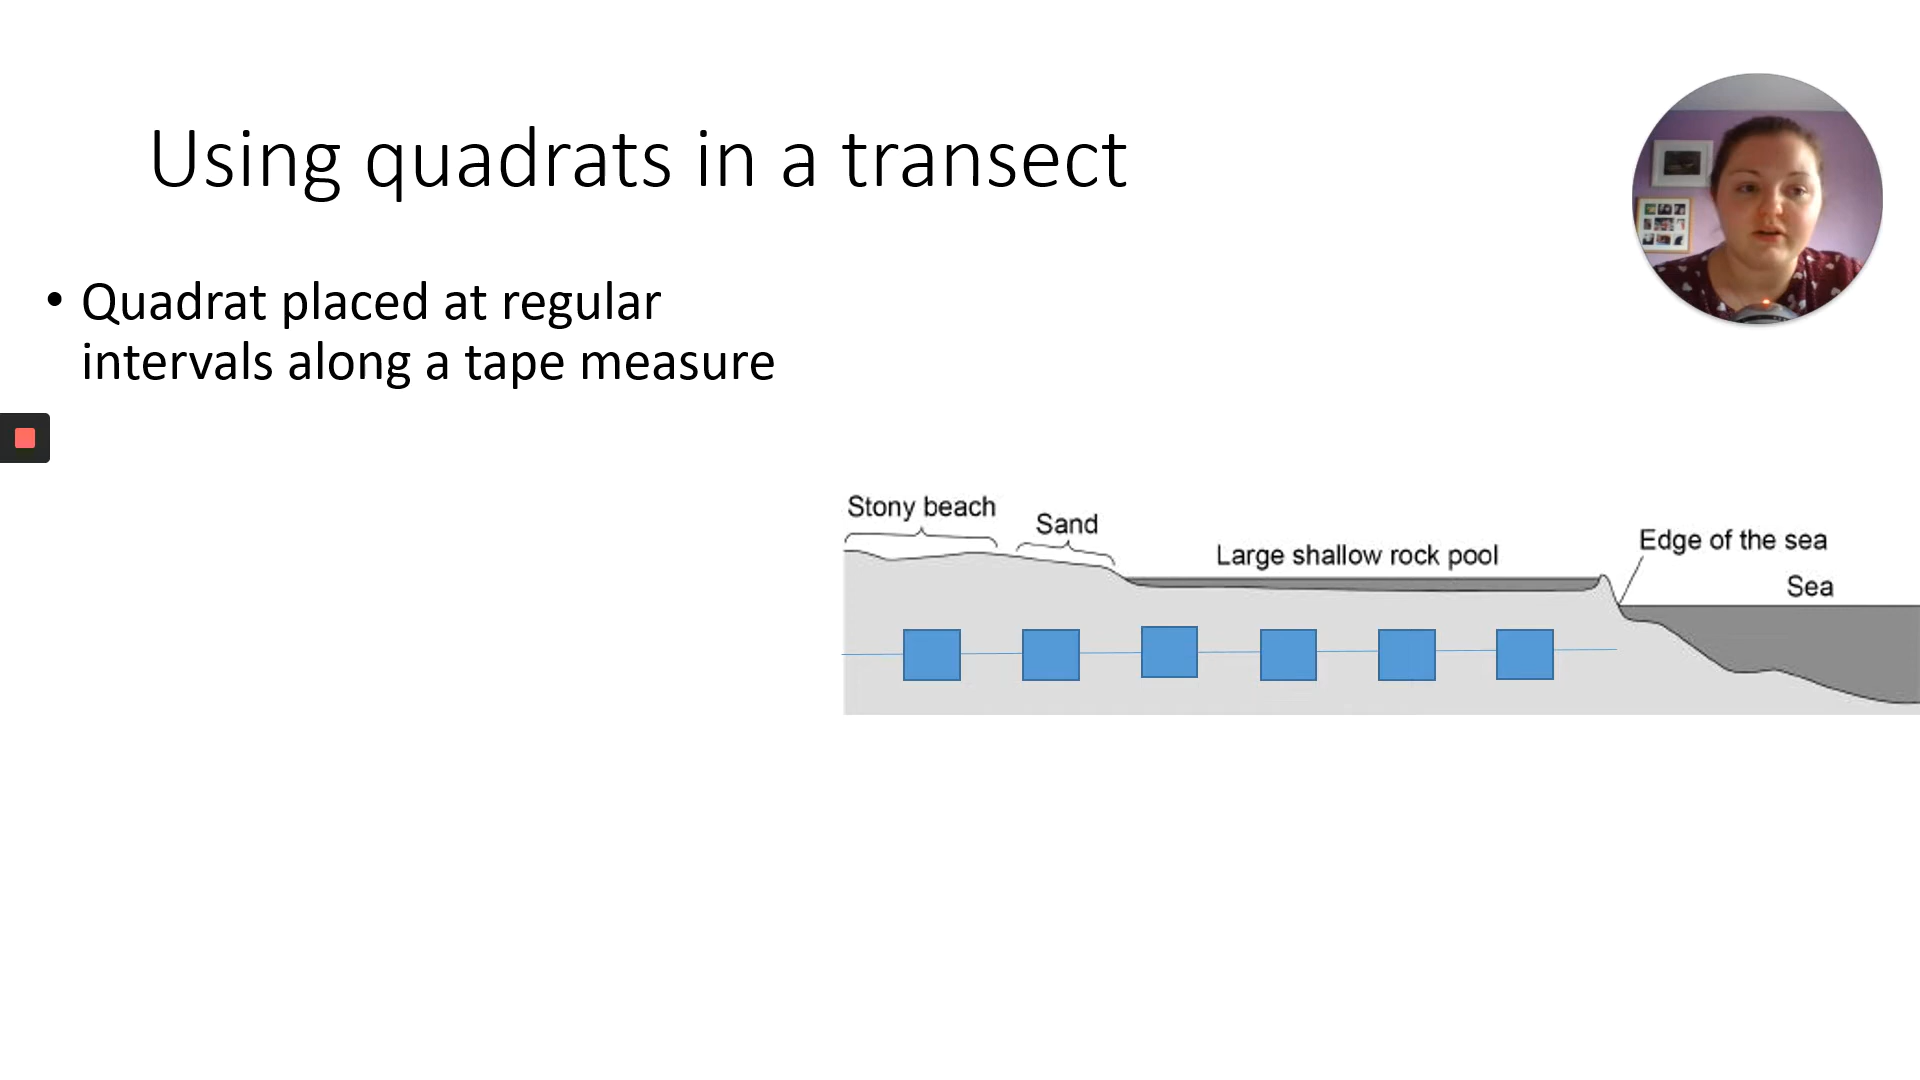 Using quadrats in a transect
• Quadrat placed at regular
intervals along a tape measure
Stony beach
Sand
Large shallow rock pool
Edge of the sea
Sea